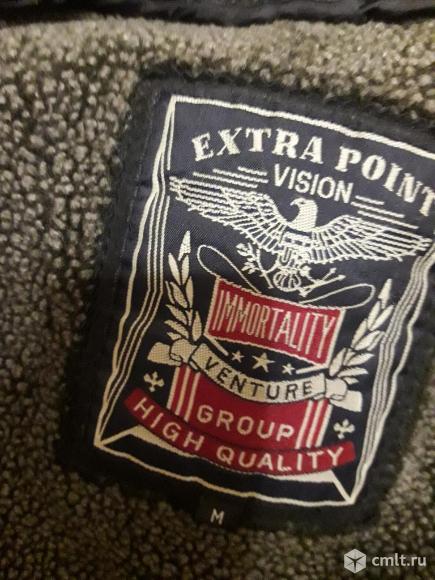 EXTRA POINT
VISION
IMMORTALITY
VENTURE
GROUP
HIGH QUALITY
M
cmlt.ru